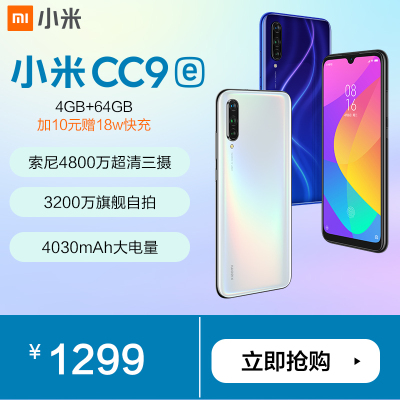 小米
小米CC9 e
4GB+64GB
加10元赠18w快充
索尼4800万超清三摄
3200万旗舰自拍
4030mAh大电量
¥1299
立即抢购
08
16